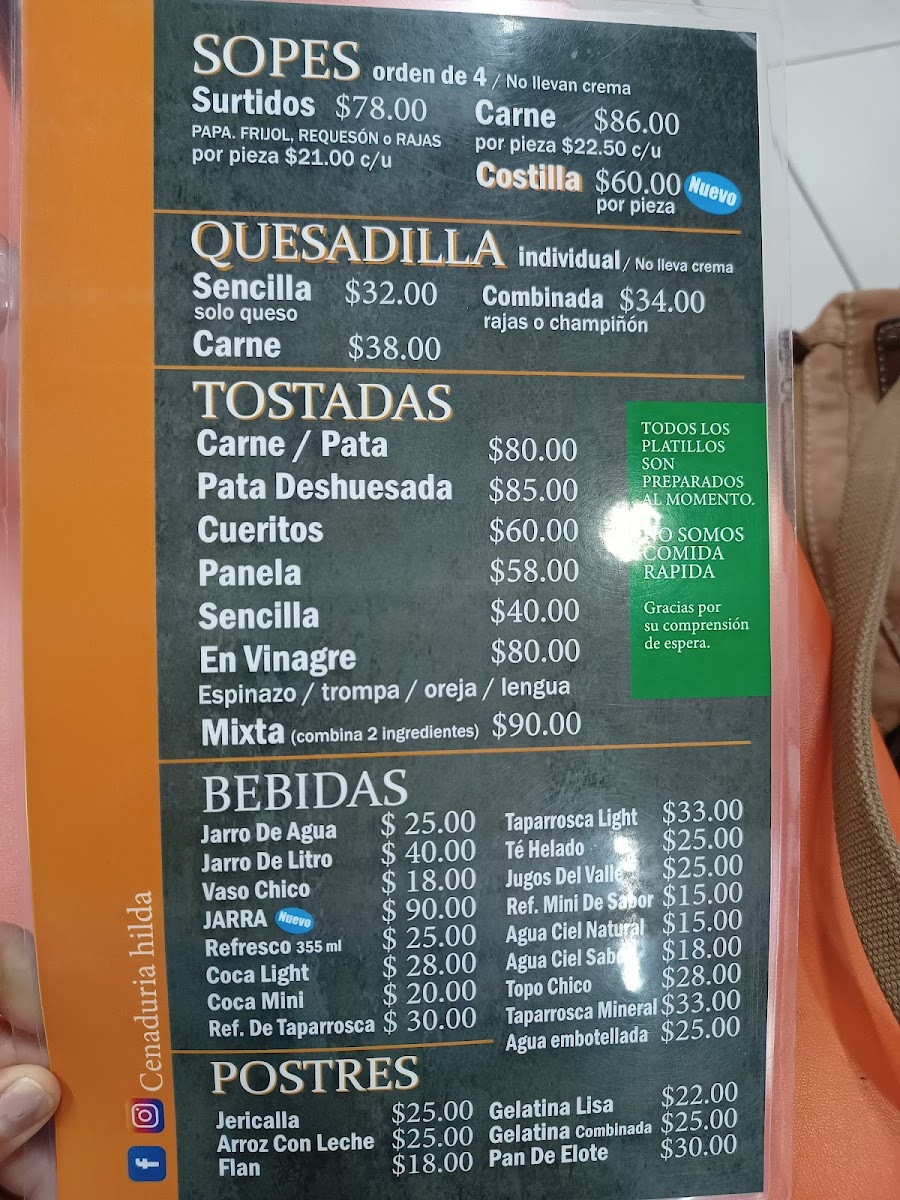 SOPES orden de 4 / No llevan crema
Surtidos $78.00
PAPA. FRIJOL, REQUESÓN o RAJAS
por pieza $21.00 c/u
Carne $86.00
por pieza $22.50 c/u
Costilla $60.00 Nuevo
por pieza
QUESADILLA individual / No lleva crema
Sencilla $32.00
solo queso
Combinada $34.00
rajas o champiñón
Carne $38.00
TOSTADAS
Carne / Pata $80.00
Pata Deshuesada $85.00
Cueritos $60.00
Panela $58.00
Sencilla $40.00
En Vinagre $80.00
Espinazo / trompa / oreja / lengua
Mixta (combina 2 ingredientes) $90.00
TODOS LOS
PLATILLOS
SON
PREPARADOS
AL MOMENTO.
NO SOMOS
COMIDA
RAPIDA
Gracias por
su comprensión
de espera.
BEBIDAS
Jarro De Agua $ 25.00
Jarro De Litro $ 40.00
Vaso Chico $ 18.00
JARRA Nuevo $ 90.00
Refresco 355 ml $ 25.00
Coca Light $ 28.00
Coca Mini $ 20.00
Ref. De Taparrosca $ 30.00
Taparrosca Light $33.00
Té Helado $25.00
Jugos Del Valle $25.00
Ref. Mini De Sabor $15.00
Agua Ciel Natural $15.00
Agua Ciel Sabor $18.00
Topo Chico $28.00
Taparrosca Mineral $33.00
Agua embotellada $25.00
POSTRES
Jericalla $25.00
Arroz Con Leche $25.00
Flan $18.00
Gelatina Lisa $22.00
Gelatina Combinada $25.00
Pan De Elote $30.00
Cenaduria hilda